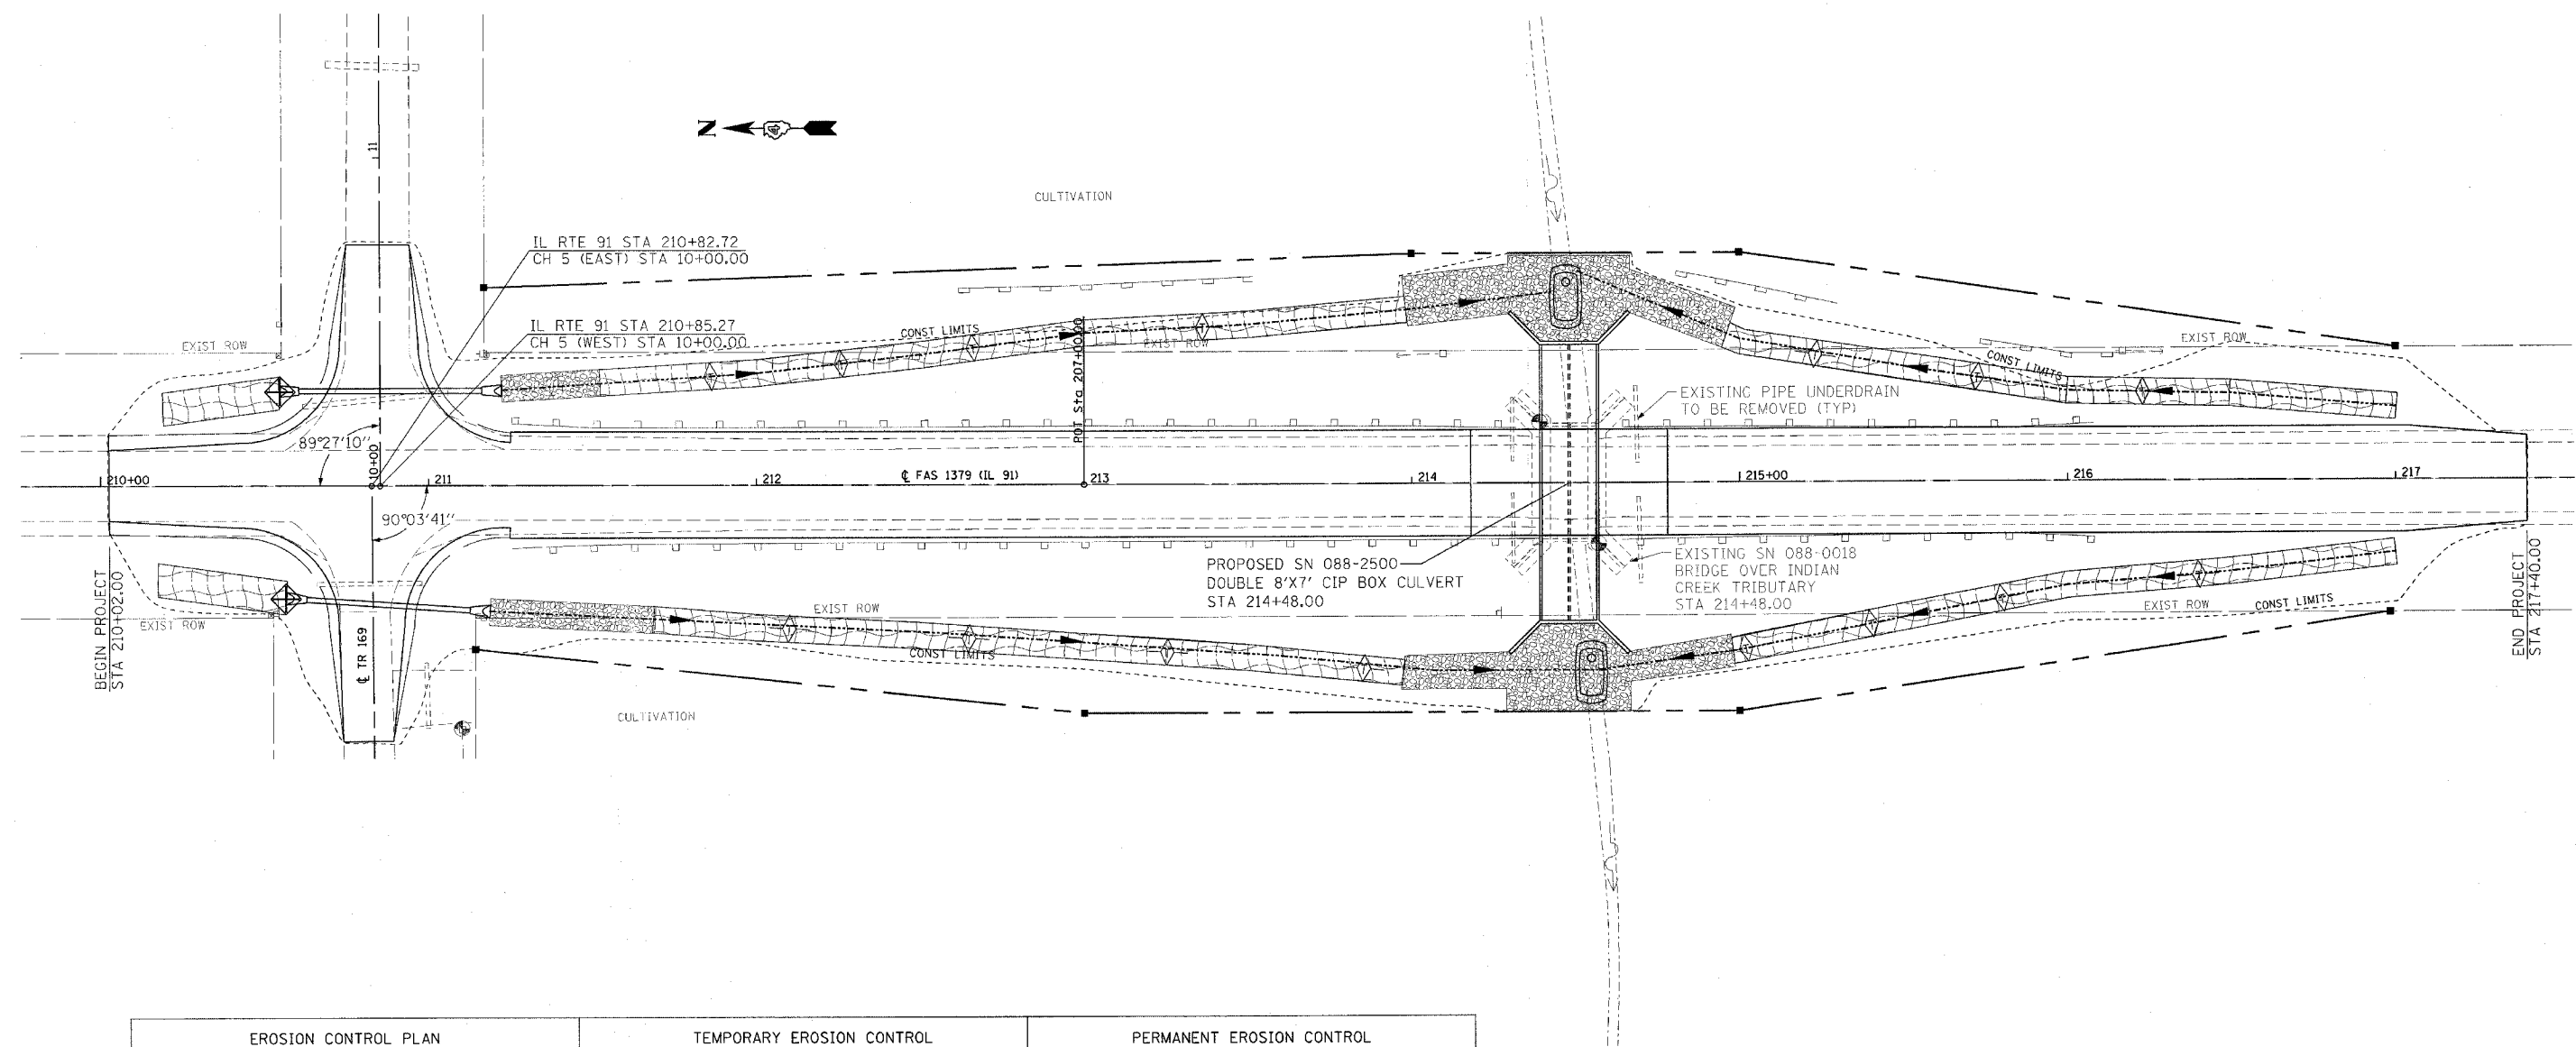 11
N
CULTIVATION
IL RTE 91 STA 210+82.72
CH 5 (EAST) STA 10+00.00
IL RTE 91 STA 210+85.27
CH 5 (WEST) STA 10+00.00
CONST LIMITS
EXIST ROW
EXIST ROW
POT Sta 207+00.00
EXIST ROW
CONST LIMITS
EXISTING PIPE UNDERDRAIN
TO BE REMOVED (TYP)
89°27'10"
10+00
210+00
211
212
℄ FAS 1379 (IL 91)
213
214
215+00
216
217
90°03'41"
BEGIN PROJECT
STA 210+02.00
℄ TR 169
PROPOSED SN 088-2500
DOUBLE 8'X7' CIP BOX CULVERT
STA 214+48.00
EXISTING SN 088-0018
BRIDGE OVER INDIAN
CREEK TRIBUTARY
STA 214+48.00
END PROJECT
STA 217+40.00
EXIST ROW
EXIST ROW
EXIST ROW
CONST LIMITS
CONST LIMITS
CULTIVATION
EROSION CONTROL PLAN
TEMPORARY EROSION CONTROL
PERMANENT EROSION CONTROL